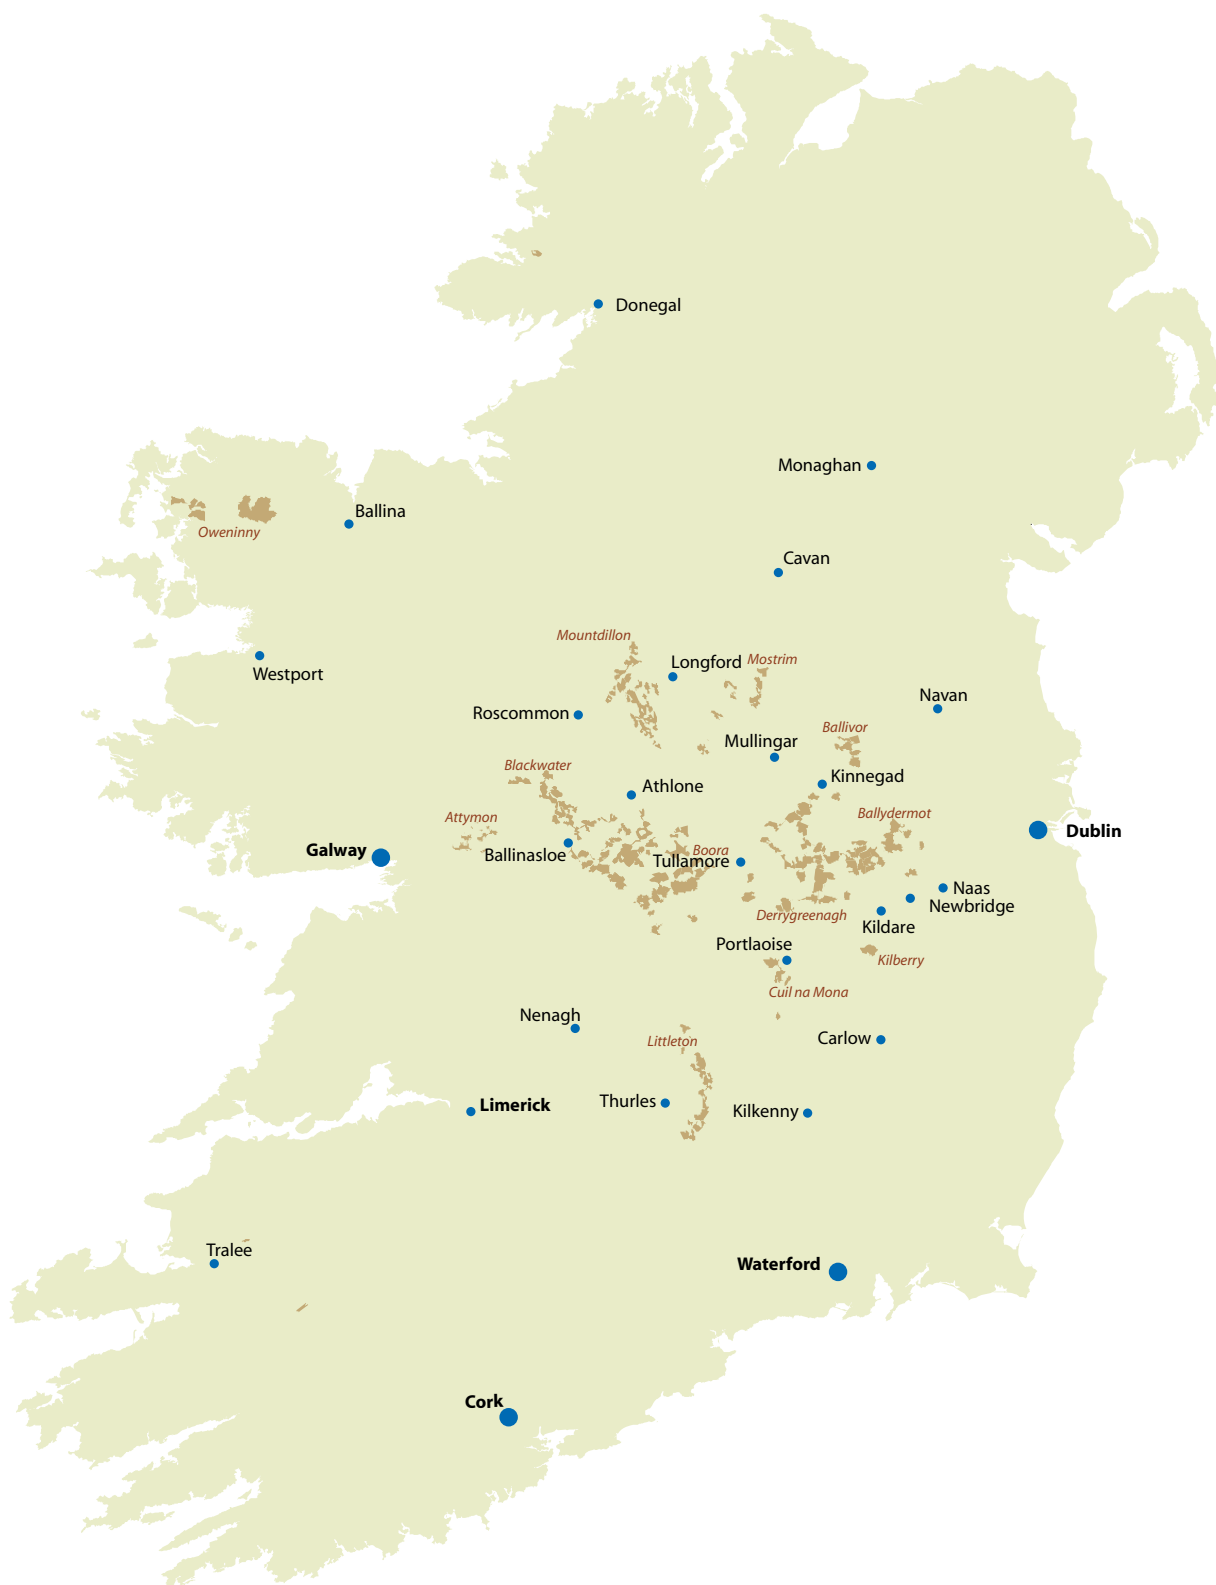 Donegal
Monaghan
Ballina
Oweninny
Cavan
Mountdillon
Longford
Mostrim
Westport
Navan
Roscommon
Ballivor
Mullingar
Blackwater
Kinnegad
Athlone
Attymon
Ballydermot
Dublin
Galway
Boora
Ballinasloe
Tullamore
Naas
Newbridge
Derrygreenagh
Kildare
Portlaoise
Kilberry
Cuil na Mona
Nenagh
Littleton
Carlow
Limerick
Thurles
Kilkenny
Tralee
Waterford
Cork